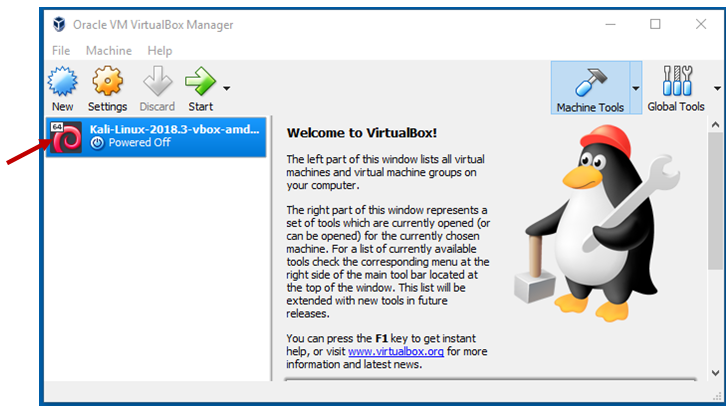 Oracle VM VirtualBox Manager
File Machine Help
New Settings Discard Start
Machine Tools Global Tools
64
Kali-Linux-2018.3-vbox-amd...
Powered Off
Welcome to VirtualBox!
The left part of this window lists all virtual
machines and virtual machine groups on
your computer.
The right part of this window represents a
set of tools which are currently opened (or
can be opened) for the currently chosen
machine. For a list of currently available
tools check the corresponding menu at the
right side of the main tool bar located at
the top of the window. This list will be
extended with new tools in future
releases.
You can press the F1 key to get instant
help, or visit www.virtualbox.org for more
information and latest news.